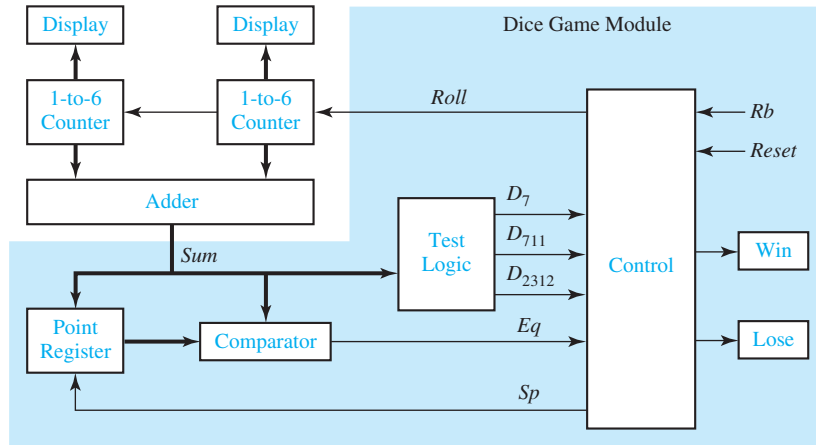 Display
Display
Dice Game Module
1-to-6
Counter
1-to-6
Counter
Roll
Rb
Reset
Adder
D7
D711
D2312
Test
Logic
Control
Win
Sum
Point
Register
Comparator
Eq
Lose
Sp